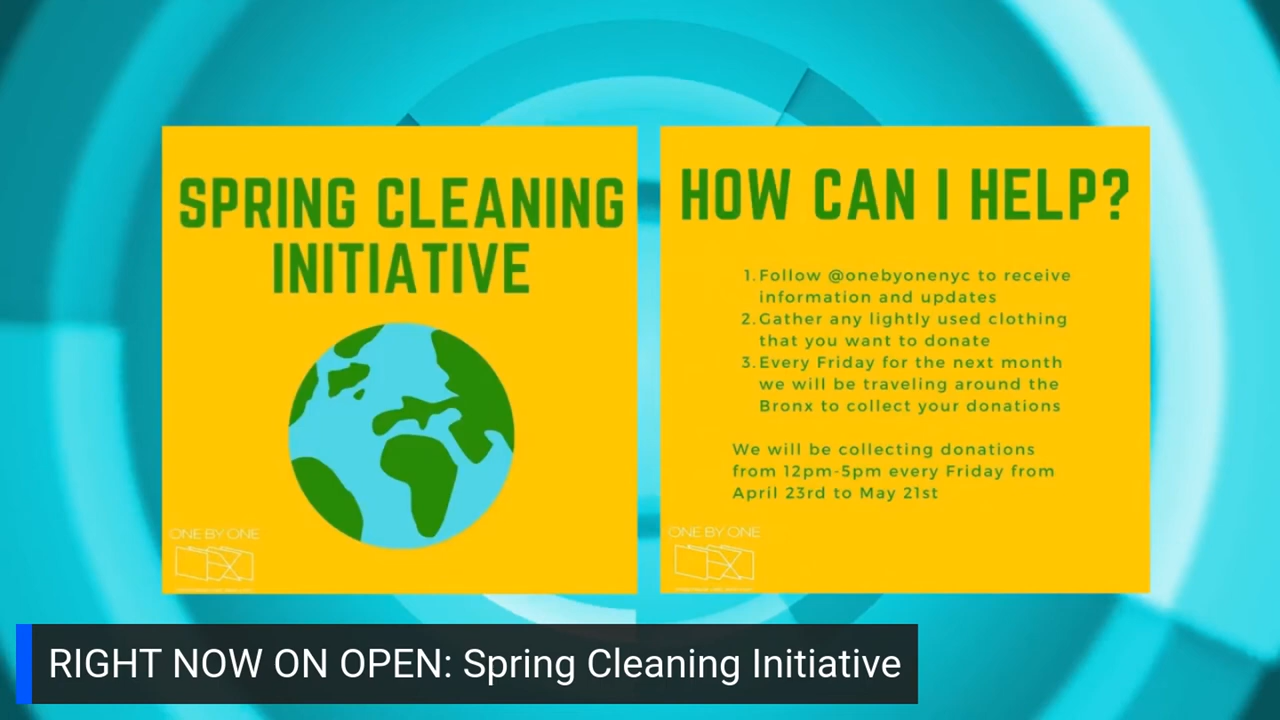 SPRING CLEANING
INITIATIVE
ONE BY ONE
HOW CAN I HELP?
1. Follow @onebyonenyc to receive
information and updates
2. Gather any lightly used clothing
that you want to donate
3. Every Friday for the next month
we will be traveling around the
Bronx to collect your donations
We will be collecting donations
from 12pm-5pm every Friday from
April 23rd to May 21st
ONE BY ONE
RIGHT NOW ON OPEN: Spring Cleaning Initiative